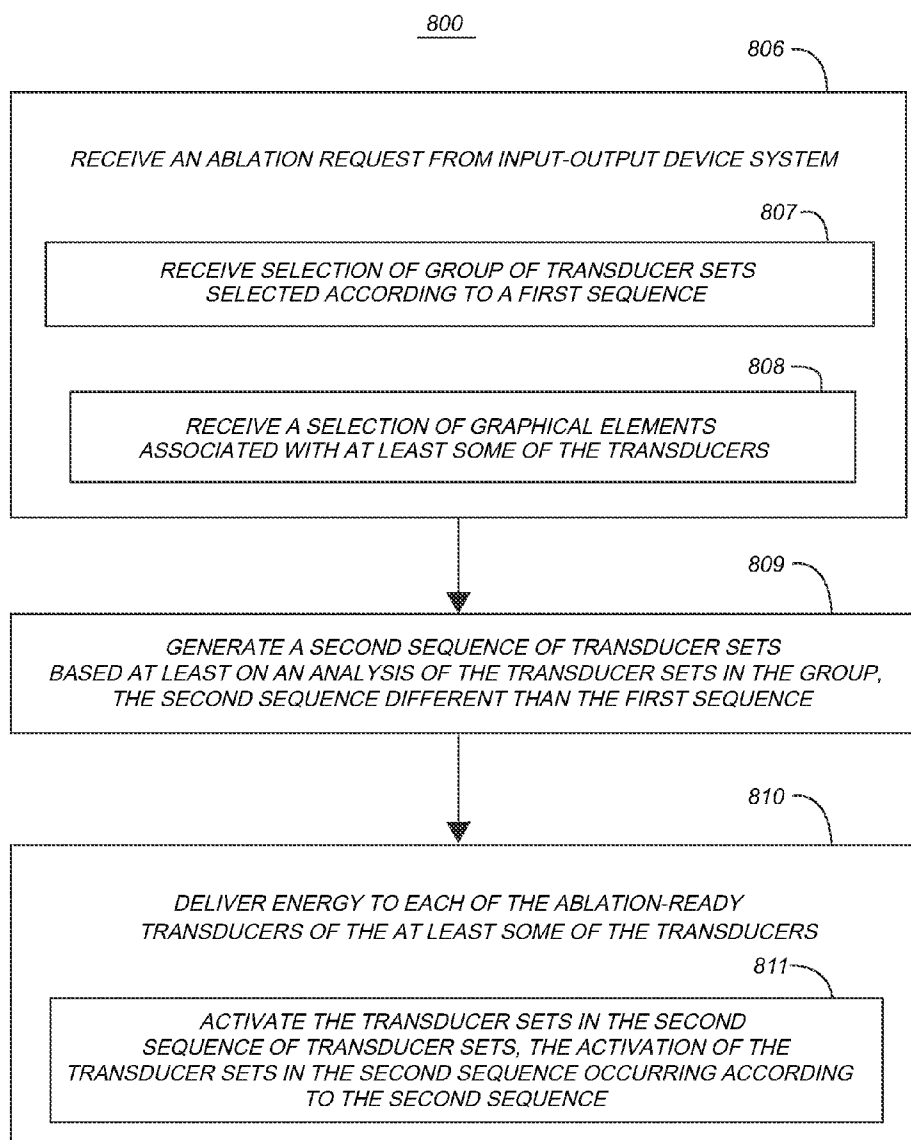 800
806
RECEIVE AN ABLATION REQUEST FROM INPUT-OUTPUT DEVICE SYSTEM
807
RECEIVE SELECTION OF GROUP OF TRANSDUCER SETS
SELECTED ACCORDING TO A FIRST SEQUENCE
808
RECEIVE A SELECTION OF GRAPHICAL ELEMENTS
ASSOCIATED WITH AT LEAST SOME OF THE TRANSDUCERS
809
GENERATE A SECOND SEQUENCE OF TRANSDUCER SETS
BASED AT LEAST ON AN ANALYSIS OF THE TRANSDUCER SETS IN THE GROUP,
THE SECOND SEQUENCE DIFFERENT THAN THE FIRST SEQUENCE
810
DELIVER ENERGY TO EACH OF THE ABLATION-READY
TRANSDUCERS OF THE AT LEAST SOME OF THE TRANSDUCERS
811
ACTIVATE THE TRANSDUCER SETS IN THE SECOND
SEQUENCE OF TRANSDUCER SETS, THE ACTIVATION OF THE
TRANSDUCER SETS IN THE SECOND SEQUENCE OCCURRING ACCORDING
TO THE SECOND SEQUENCE